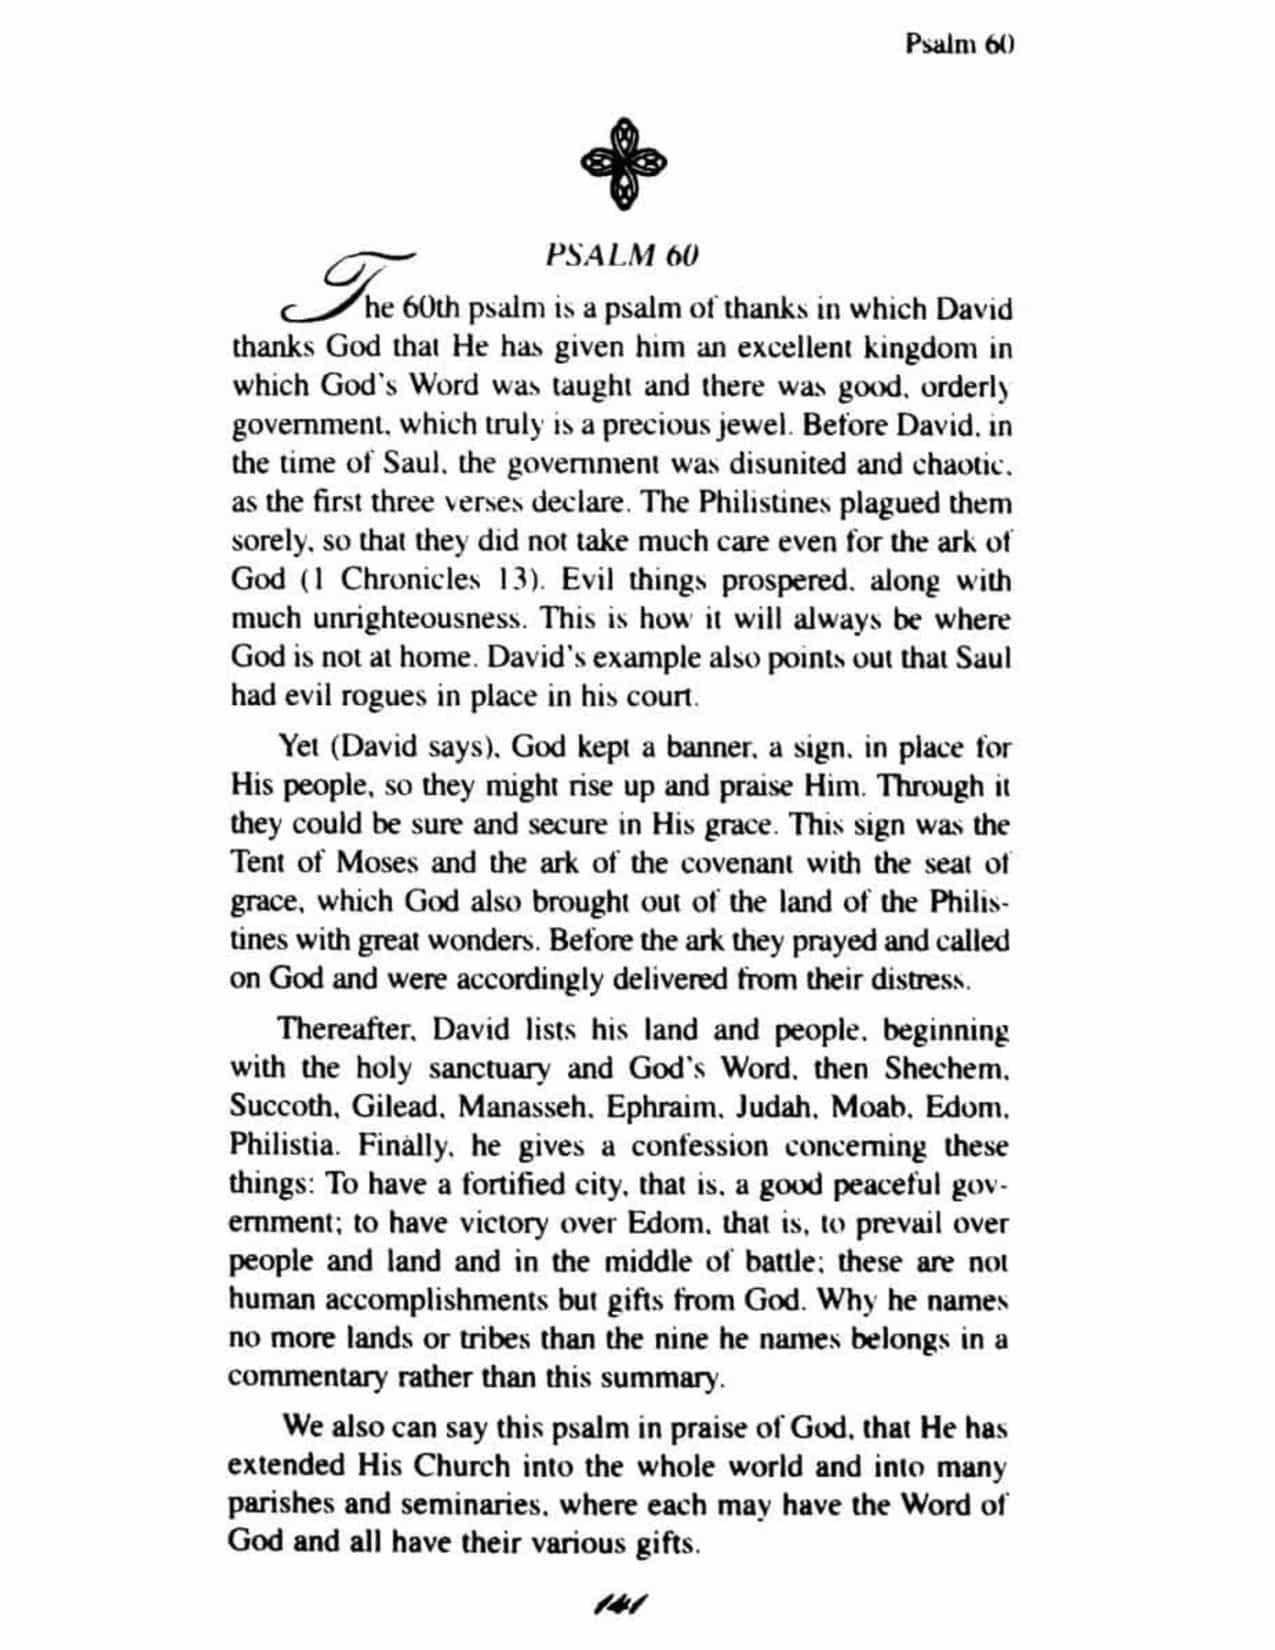 Psalm 60
PSALM 60
The 60th psalm is a psalm of thanks in which David
thanks God that He has given him an excellent kingdom in
which God's Word was taught and there was good, orderly
government, which truly is a precious jewel. Before David, in
the time of Saul, the government was disunited and chaotic,
as the first three verses declare. The Philistines plagued them
sorely, so that they did not take much care even for the ark of
God (1 Chronicles 13). Evil things prospered, along with
much unrighteousness. This is how it will always be where
God is not at home. David's example also points out that Saul
had evil rogues in place in his court.
Yet (David says), God kept a banner, a sign, in place for
His people, so they might rise up and praise Him. Through it
they could be sure and secure in His grace. This sign was the
Tent of Moses and the ark of the covenant with the seat of
grace, which God also brought out of the land of the Philis-
tines with great wonders. Before the ark they prayed and called
on God and were accordingly delivered from their distress.
Thereafter, David lists his land and people, beginning
with the holy sanctuary and God's Word, then Shechem,
Succoth, Gilead, Manasseh, Ephraim, Judah, Moab, Edom,
Philistia. Finally, he gives a confession concerning these
things: To have a fortified city, that is, a good peaceful gov-
ernment; to have victory over Edom, that is, to prevail over
people and land and in the middle of battle; these are not
human accomplishments but gifts from God. Why he names
no more lands or tribes than the nine he names belongs in a
commentary rather than this summary.
We also can say this psalm in praise of God, that He has
extended His Church into the whole world and into many
parishes and seminaries, where each may have the Word of
God and all have their various gifts.
141